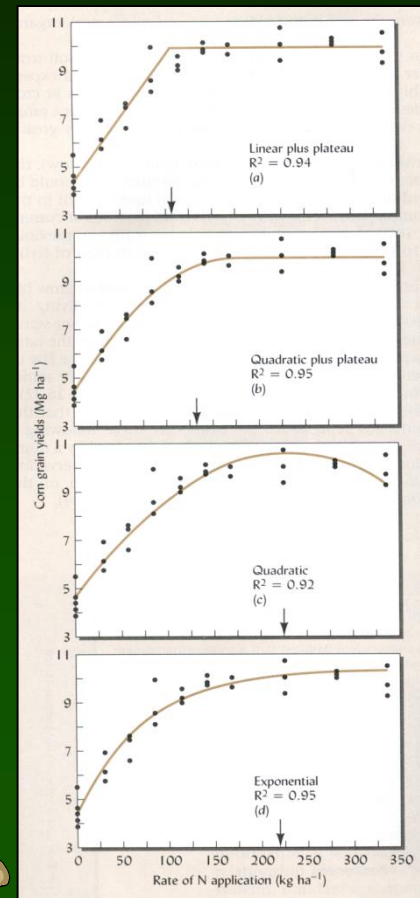 11
9
7
5
3
Linear plus plateau
R² = 0.94
(a)
11
9
7
5
3
Quadratic plus plateau
R² = 0.95
(b)
Corn grain yields (Mg ha⁻¹)
11
9
7
5
3
Quadratic
R² = 0.92
(c)
11
9
7
5
3
Exponential
R² = 0.95
(d)
0 50 100 150 200 250 300 350
Rate of N application (kg ha⁻¹)